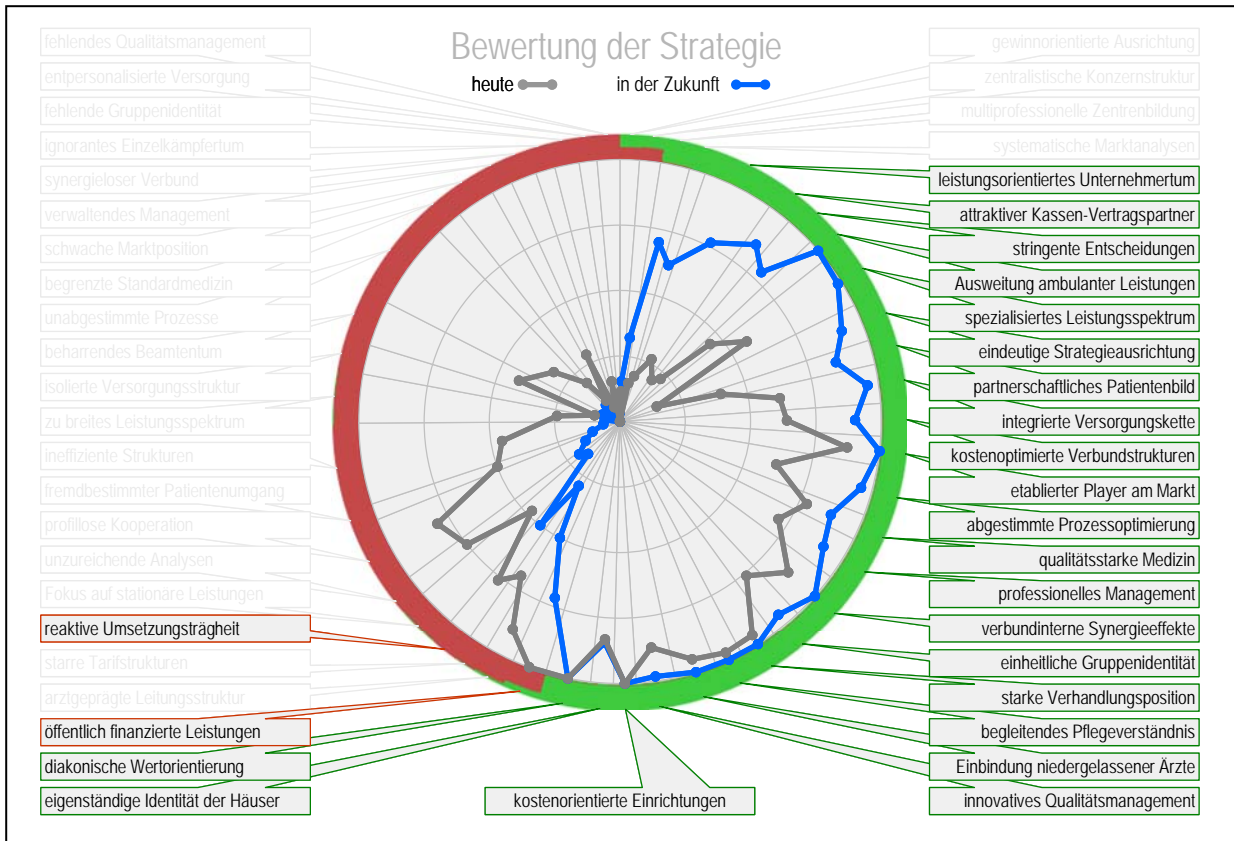 Bewertung der Strategie
heute
in der Zukunft
fehlendes Qualitätsmanagement
entpersonalisierte Versorgung
fehlende Gruppenidentität
ignorantes Einzelkämpfertum
synergieloser Verbund
verwaltendes Management
schwache Marktposition
begrenzte Standardmedizin
unabgestimmte Prozesse
beharrendes Beamtentum
isolierte Versorgungsstruktur
zu breites Leistungsspektrum
ineffiziente Strukturen
fremdbestimmter Patientenumgang
profillose Kooperation
unzureichende Analysen
Fokus auf stationäre Leistungen
reaktive Umsetzungsträgheit
starre Tarifstrukturen
arztgeprägte Leitungsstruktur
öffentlich finanzierte Leistungen
diakonische Wertorientierung
eigenständige Identität der Häuser
kostenorientierte Einrichtungen
gewinnorientierte Ausrichtung
zentralistische Konzernstruktur
multiprofessionelle Zentrenbildung
systematische Marktanalysen
leistungsorientiertes Unternehmertum
attraktiver Kassen-Vertragspartner
stringente Entscheidungen
Ausweitung ambulanter Leistungen
spezialisiertes Leistungsspektrum
eindeutige Strategieausrichtung
partnerschaftliches Patientenbild
integrierte Versorgungskette
kostenoptimierte Verbundstrukturen
etablierter Player am Markt
abgestimmte Prozessoptimierung
qualitätsstarke Medizin
professionelles Management
verbundinterne Synergieeffekte
einheitliche Gruppenidentität
starke Verhandlungsposition
begleitendes Pflegeverständnis
Einbindung niedergelassener Ärzte
innovatives Qualitätsmanagement